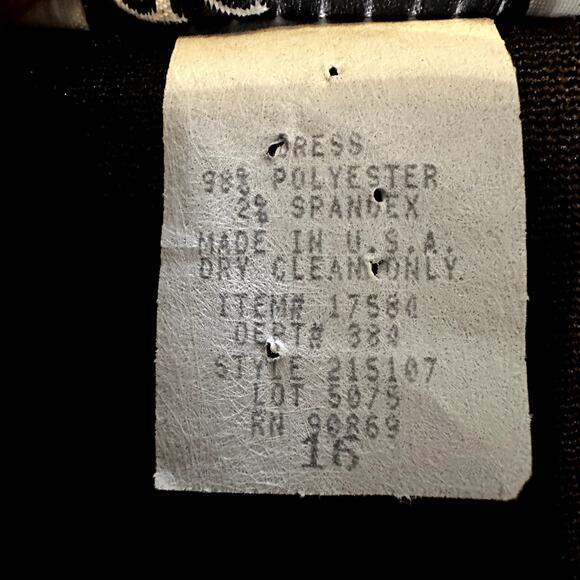 DRESS
98% POLYESTER
2% SPANDEX
MADE IN U.S.A.
DRY CLEAN ONLY
ITEM# 17584
DEPT# 384
STYLE 215107
LOT 5075
RN 90869
16